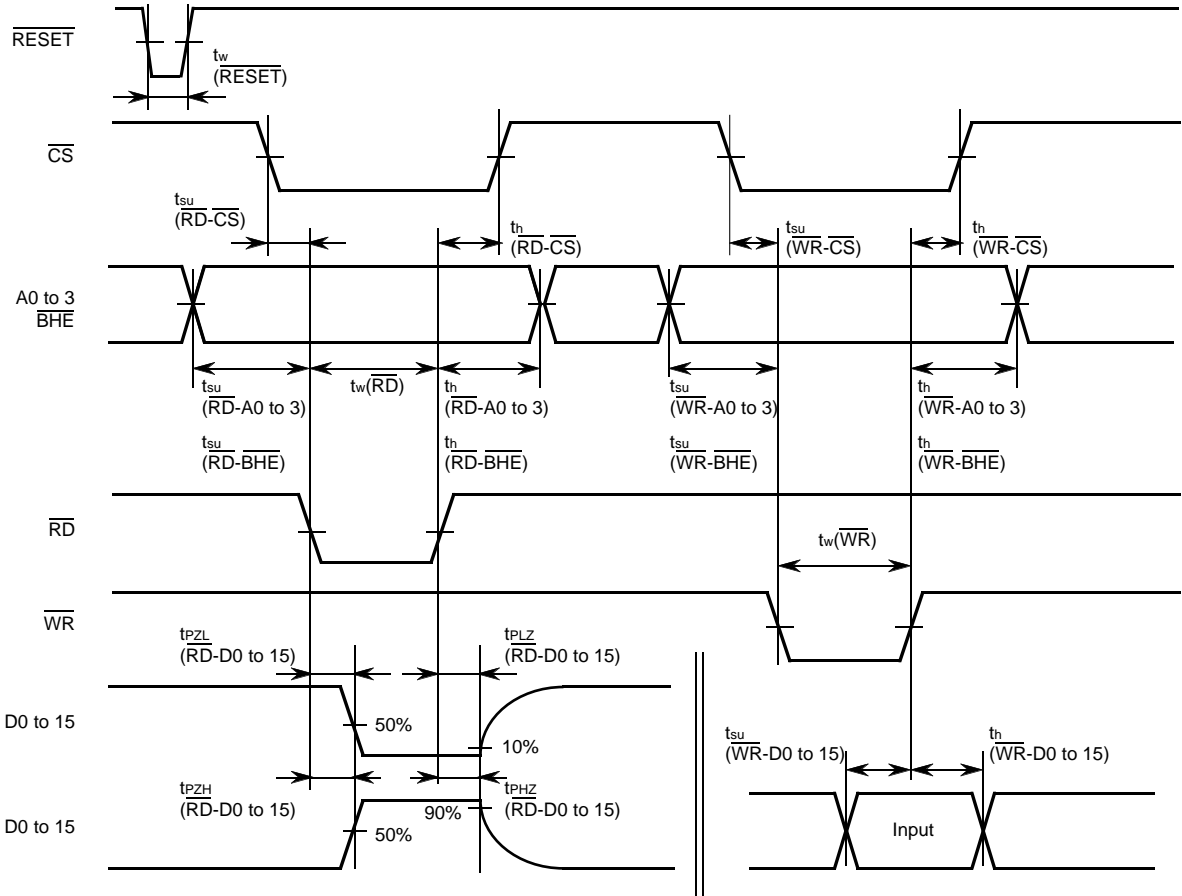 RESET
tw
(RESET)
CS
tsu
(RD-CS)
th
(RD-CS)
tsu
(WR-CS)
th
(WR-CS)
A0 to 3
BHE
tsu
(RD-A0 to 3)
tw(RD)
th
(RD-A0 to 3)
tsu
(WR-A0 to 3)
th
(WR-A0 to 3)
tsu
(RD-BHE)
th
(RD-BHE)
tsu
(WR-BHE)
th
(WR-BHE)
RD
tw(WR)
WR
tPZL
(RD-D0 to 15)
tPLZ
(RD-D0 to 15)
D0 to 15
50%
10%
tsu
(WR-D0 to 15)
th
(WR-D0 to 15)
tPZH
(RD-D0 to 15)
tPHZ
(RD-D0 to 15)
90%
D0 to 15
50%
Input